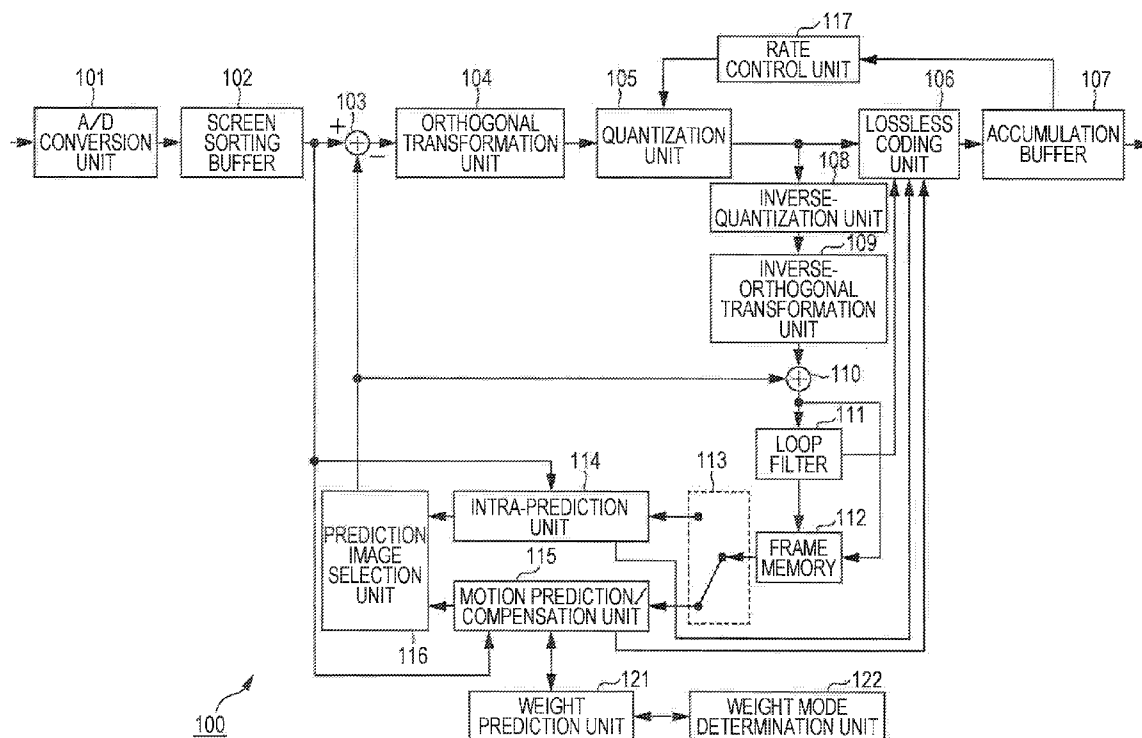 117
RATE
CONTROL UNIT
101
A/D
CONVERSION
UNIT
102
SCREEN
SORTING
BUFFER
103
+
−
104
ORTHOGONAL
TRANSFORMATION
UNIT
105
QUANTIZATION
UNIT
106
LOSSLESS
CODING
UNIT
107
ACCUMULATION
BUFFER
108
INVERSE-
QUANTIZATION UNIT
109
INVERSE-
ORTHOGONAL
TRANSFORMATION
UNIT
110
111
LOOP
FILTER
112
FRAME
MEMORY
113
114
INTRA-PREDICTION
UNIT
115
MOTION PREDICTION/
COMPENSATION UNIT
PREDICTION
IMAGE
SELECTION
UNIT
116
121
WEIGHT
PREDICTION UNIT
122
WEIGHT MODE
DETERMINATION UNIT
100